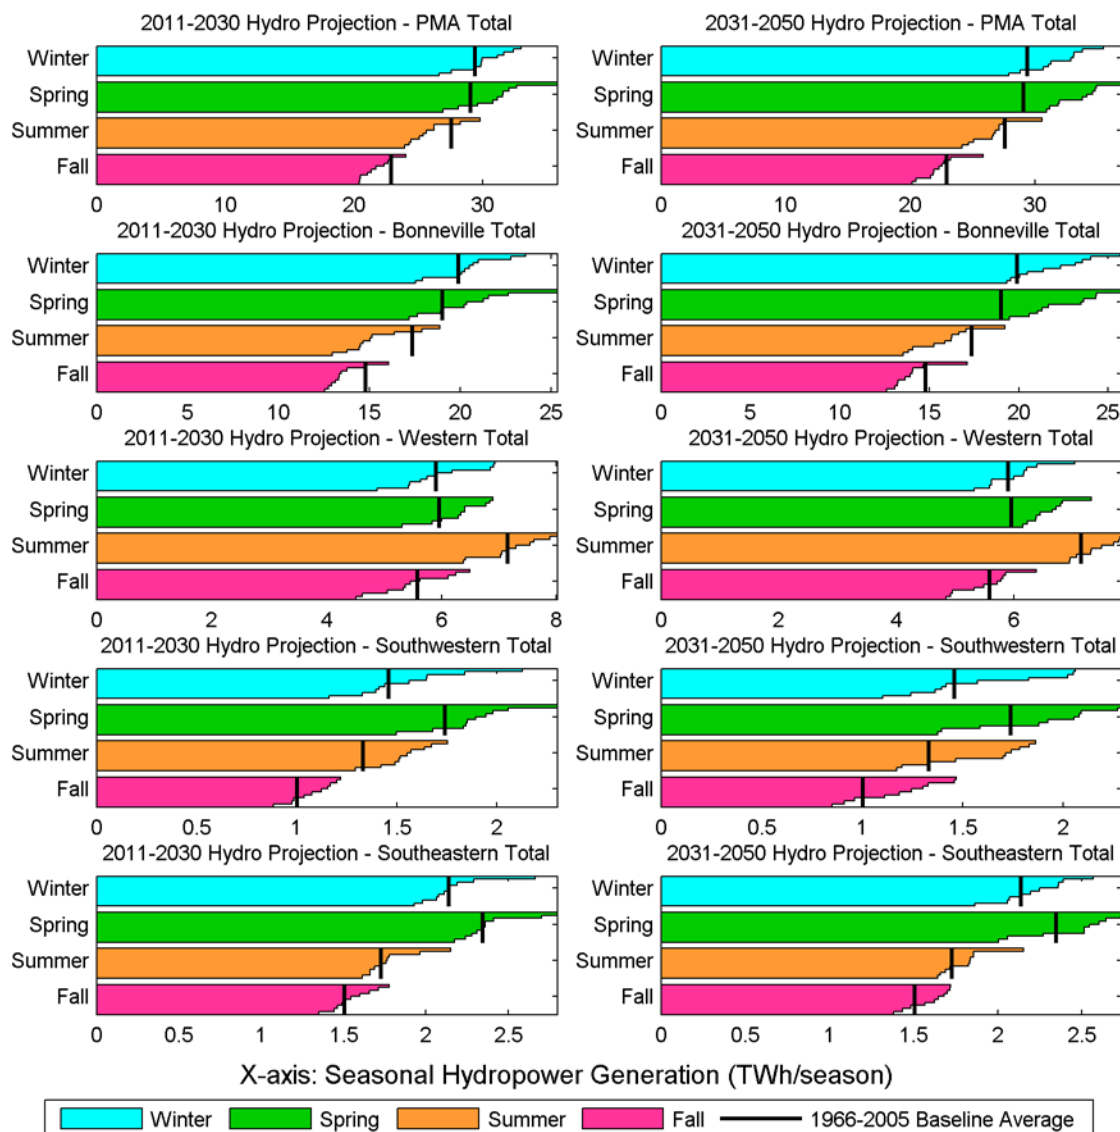 2011-2030 Hydro Projection - PMA Total
Winter
Spring
Summer
Fall
0 20 30
2031-2050 Hydro Projection - PMA Total
Winter
Spring
Summer
Fall
0 20 30
2011-2030 Hydro Projection - Bonneville Total
Winter
Spring
Summer
Fall
0 10 15 20 25
2031-2050 Hydro Projection - Bonneville Total
Winter
Spring
Summer
Fall
0 10 15 20 25
2011-2030 Hydro Projection - Western Total
Winter
Spring
Summer
Fall
0 2 4 6 8
2031-2050 Hydro Projection - Western Total
Winter
Spring
Summer
Fall
0 2 4 6
2011-2030 Hydro Projection - Southwestern Total
Winter
Spring
Summer
Fall
0 0.5 1 1.5 2
2031-2050 Hydro Projection - Southwestern Total
Winter
Spring
Summer
Fall
0 0.5 1 1.5 2
2011-2030 Hydro Projection - Southeastern Total
Winter
Spring
Summer
Fall
0 0.5 1 1.5 2 2.5
2031-2050 Hydro Projection - Southeastern Total
Winter
Spring
Summer
Fall
0 0.5 1 1.5 2 2.5
X-axis: Seasonal Hydropower Generation (TWh/season)
Winter Spring Summer Fall 1966-2005 Baseline Average